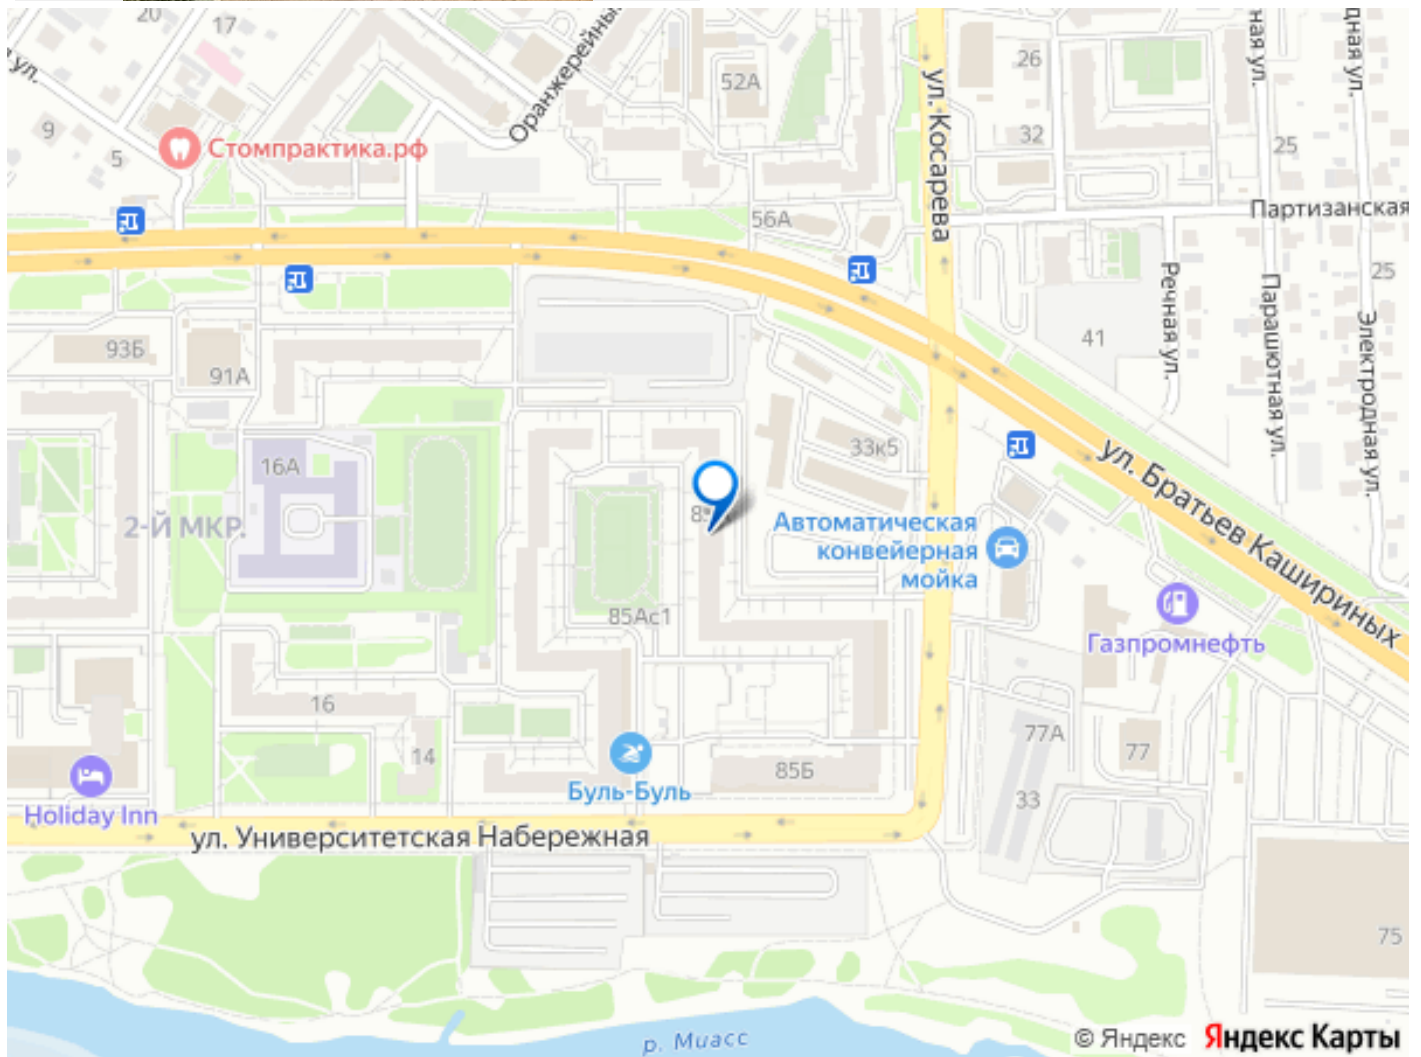 20
17
ул.
Оранжерейны
52А
ул. Косарева
26
ная ул.
дная ул.
9
5
Стомпрактика.рф
32
25
56А
Партизанская
25
Речная ул.
Парашютная ул.
Электродная ул.
93Б
91А
41
16А
33к5
2-Й МКР.
ул. Братьев Кашириных
Автоматическая
конвейерная
мойка
85Ас1
Газпромнефть
16
14
77А
77
Буль-Буль
85Б
33
Holiday Inn
ул. Университетская Набережная
75
р. Миасс
© Яндекс Яндекс Карты